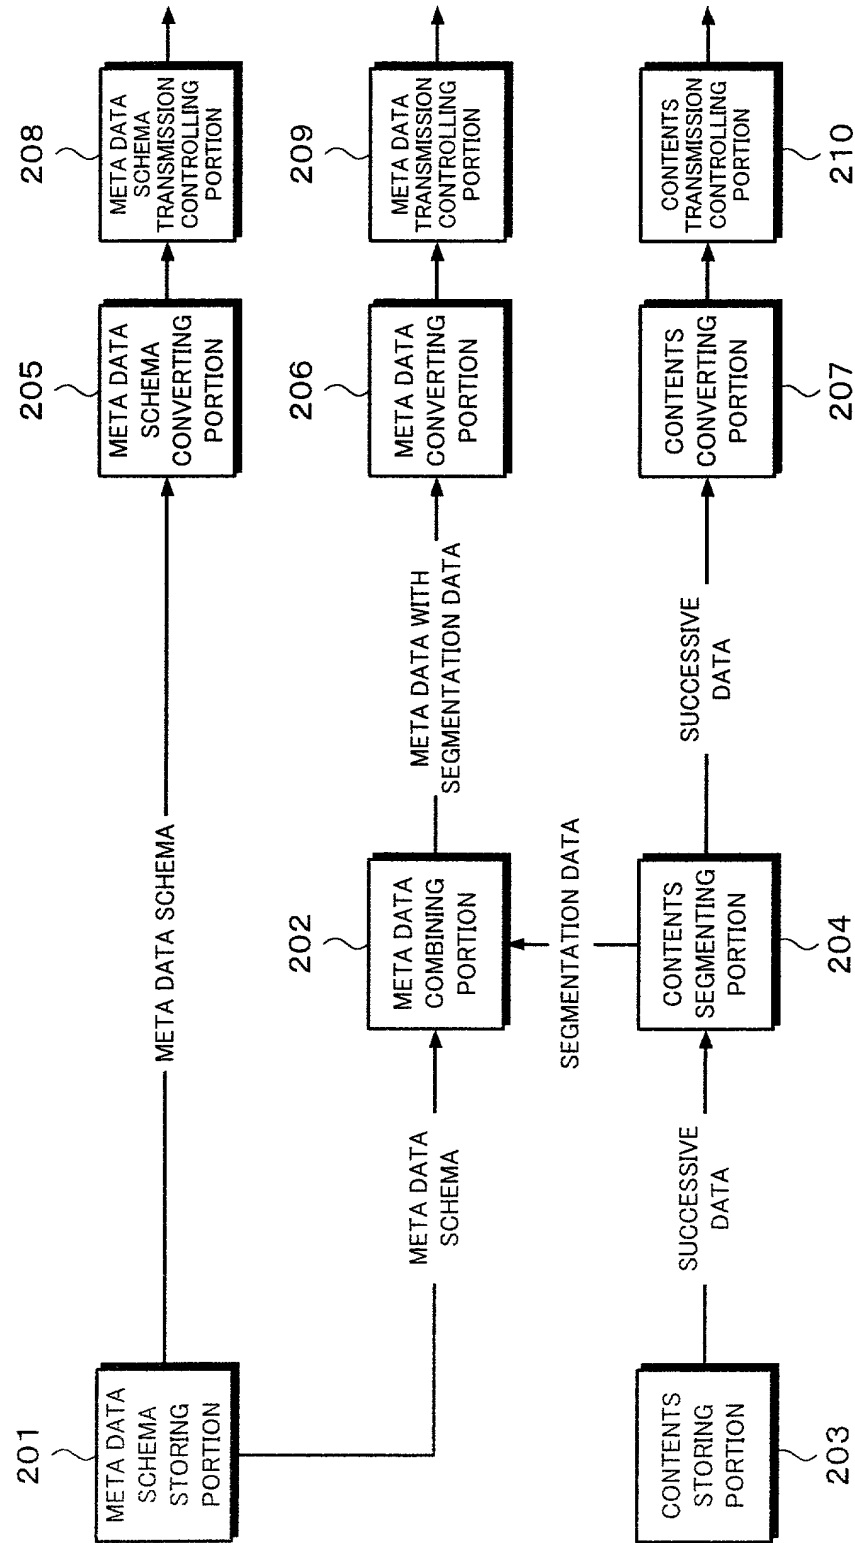 201
META DATA
SCHEMA
STORING
PORTION
META DATA SCHEMA
205
META DATA
SCHEMA
CONVERTING
PORTION
208
META DATA
SCHEMA
TRANSMISSION
CONTROLLING
PORTION
META DATA
SCHEMA
202
META DATA
COMBINING
PORTION
META DATA WITH
SEGMENTATION DATA
206
META DATA
CONVERTING
PORTION
209
META DATA
TRANSMISSION
CONTROLLING
PORTION
SEGMENTATION DATA
CONTENTS
STORING
PORTION
203
SUCCESSIVE
DATA
CONTENTS
SEGMENTING
PORTION
204
SUCCESSIVE
DATA
CONTENTS
CONVERTING
PORTION
207
CONTENTS
TRANSMISSION
CONTROLLING
PORTION
210